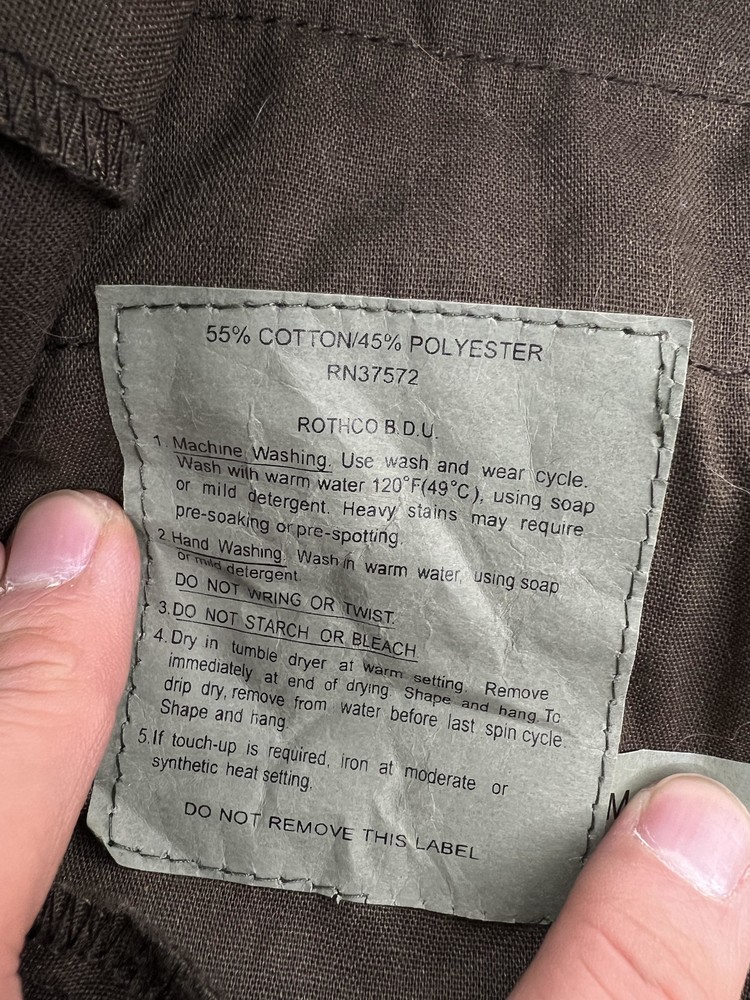 55% COTTON/45% POLYESTER
RN37572
ROTHCO B.D.U.
1. Machine Washing. Use wash and wear cycle.
Wash with warm water 120°F(49°C), using soap
or mild detergent. Heavy stains may require
pre-soaking or pre-spotting.
2. Hand Washing. Wash in warm water, using soap
or mild detergent.
DO NOT WRING OR TWIST.
3. DO NOT STARCH OR BLEACH
4. Dry in tumble dryer at warm setting. Remove
immediately at end of drying. Shape and hang To
drip dry, remove from water before last spin cycle.
Shape and hang
5. If touch-up is required, iron at moderate or
synthetic heat setting.
DO NOT REMOVE THIS LABEL